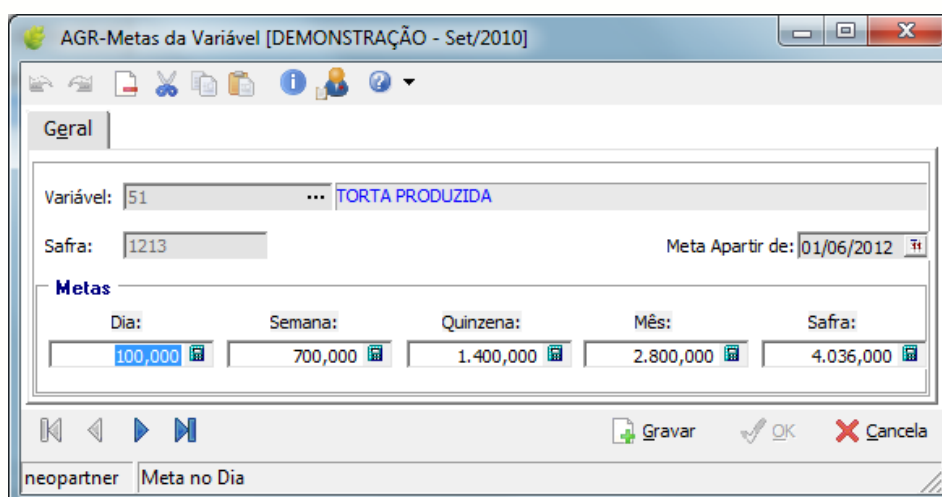 AGR-Metas da Variável [DEMONSTRAÇÃO - Set/2010]
Geral
Variável: 51 ... TORTA PRODUZIDA
Safra: 1213 Meta Apartir de: 01/06/2012
Metas
Dia: Semana: Quinzena: Mês: Safra:
100,000 700,000 1.400,000 2.800,000 4.036,000
Gravar OK Cancela
neopartner Meta no Dia